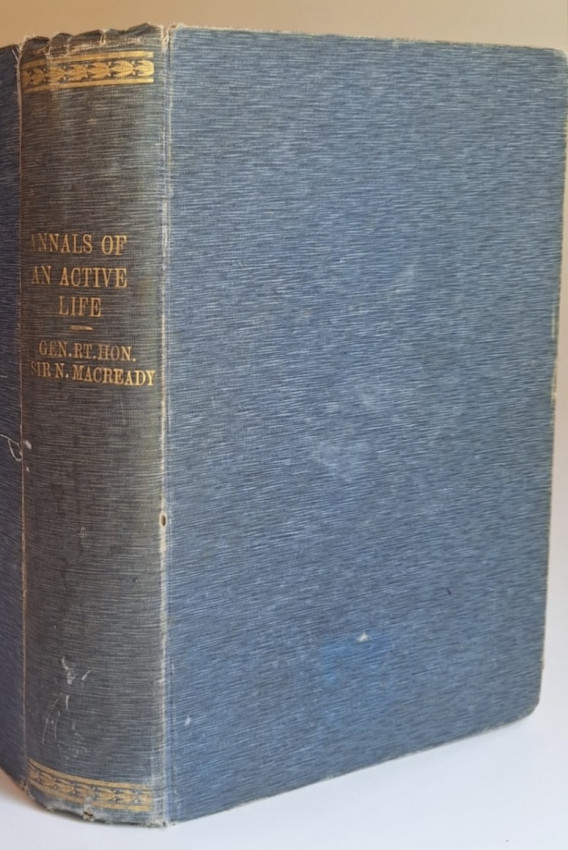 ANNALS OF
AN ACTIVE
LIFE
GEN. RT. HON.
SIR N. MACREADY